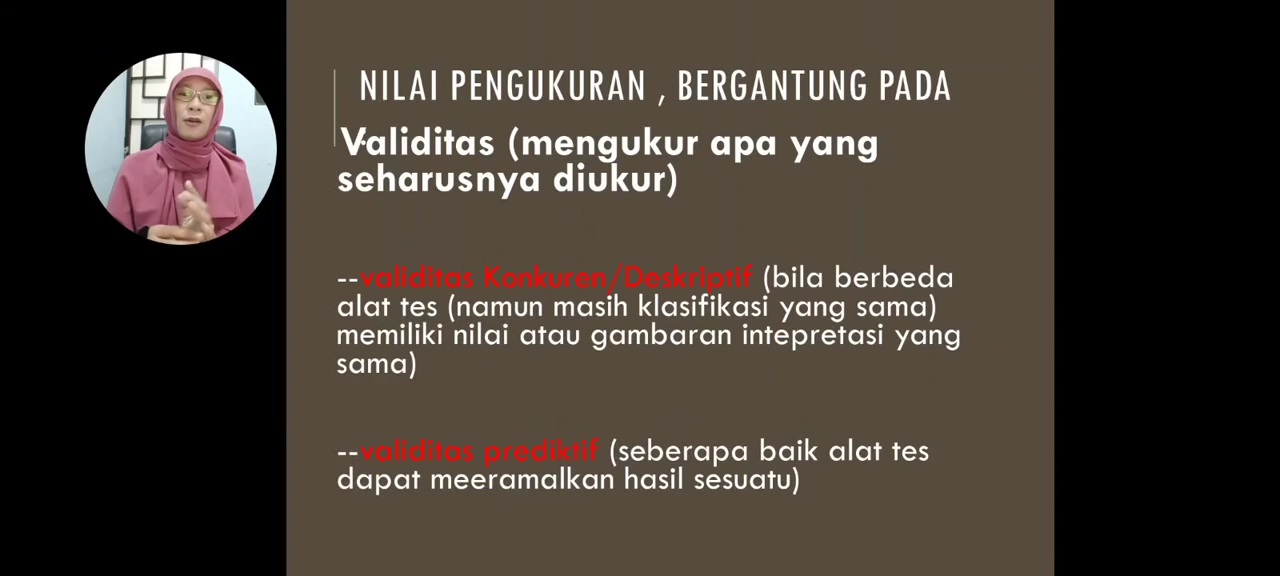 NILAI PENGUKURAN , BERGANTUNG PADA
Validitas (mengukur apa yang
seharusnya diukur)
--validitas Konkuren/Deskriptif (bila berbeda
alat tes (namun masih klasifikasi yang sama)
memiliki nilai atau gambaran intepretasi yang
sama)
--validitas prediktif (seberapa baik alat tes
dapat meeramalkan hasil sesuatu)